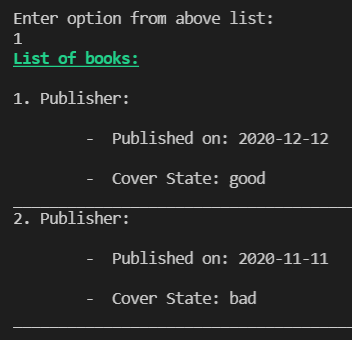 Enter option from above list:
1
List of books:
1. Publisher:
- Published on: 2020-12-12
- Cover State: good
2. Publisher:
- Published on: 2020-11-11
- Cover State: bad